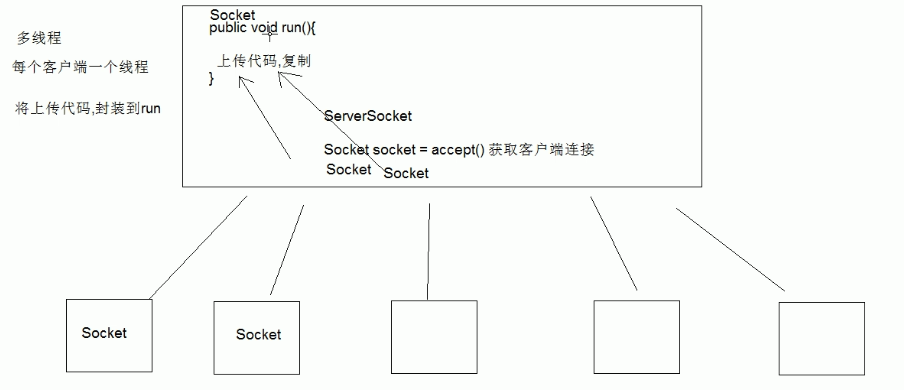 多线程
每个客户端一个线程
将上传代码,封装到run
Socket
public void run(){
上传代码,复制
}
ServerSocket
Socket socket = accept() 获取客户端连接
Socket Socket
Socket
Socket